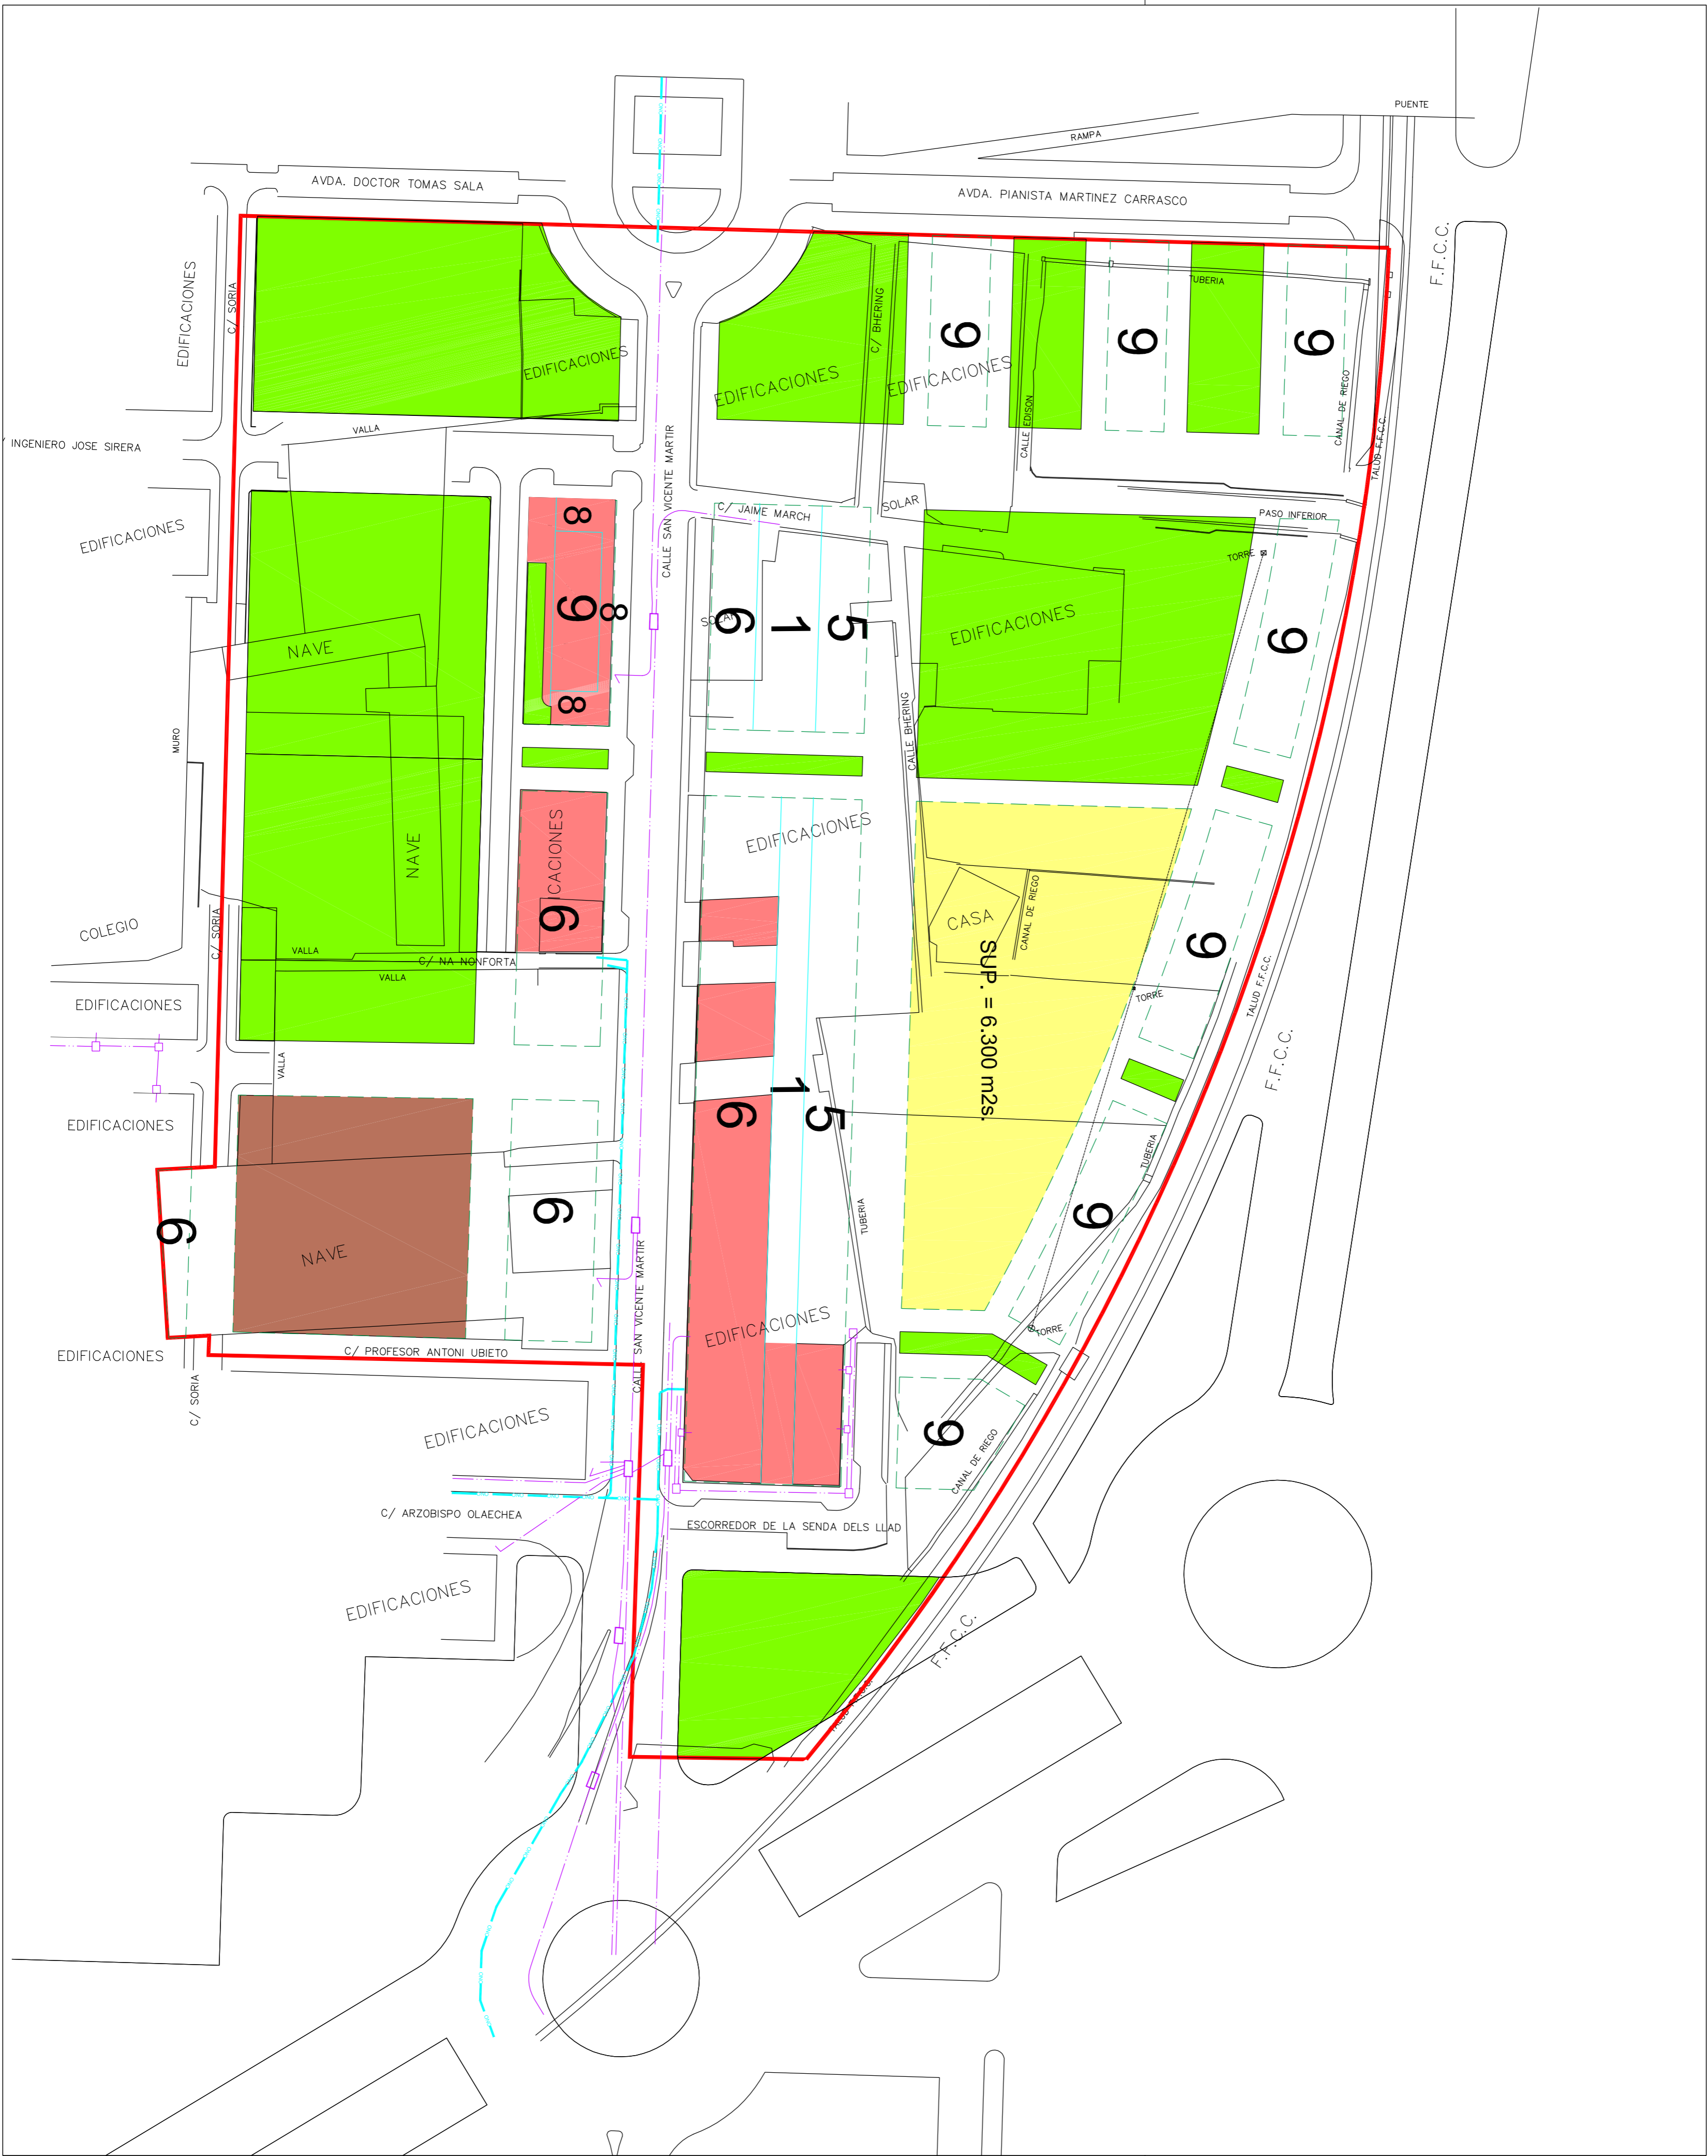 PUENTE
RAMPA
AVDA. DOCTOR TOMAS SALA
AVDA. PIANISTA MARTINEZ CARRASCO
F.F.C.C.
EDIFICACIONES
C/ SORIA
TUBERIA
C/ BHERING
9
9
9
EDIFICACIONES
EDIFICACIONES
EDIFICACIONES
CALLE EDISON
CANAL DE RIEGO
TALUD F.F.C.C.
INGENIERO JOSE SIRERA
VALLA
CALLE SAN VICENTE MARTIR
EDIFICACIONES
8
C/ JAIME MARCH
SOLAR
PASO INFERIOR
TORRE
9
8
8
SOLAR
6
1
5
EDIFICACIONES
9
NAVE
MURO
CALLE BHERING
NAVE
ICACIONES
6
EDIFICACIONES
CASA
CANAL DE RIEGO
SUP. = 6.300 m2s.
9
COLEGIO
C/ SORIA
VALLA
C/ NA NONFORTA
VALLA
TORRE
TALUD F.F.C.C.
EDIFICACIONES
VALLA
F.F.C.C.
EDIFICACIONES
6
1
5
TUBERIA
6
NAVE
6
TUBERIA
9
CALLE SAN VICENTE MARTIR
EDIFICACIONES
TORRE
EDIFICACIONES
C/ PROFESOR ANTONI UBIETO
C/ SORIA
EDIFICACIONES
9
CANAL DE RIEGO
C/ ARZOBISPO OLAECHEA
ESCORREDOR DE LA SENDA DELS LLAD
EDIFICACIONES
F.F.C.C.